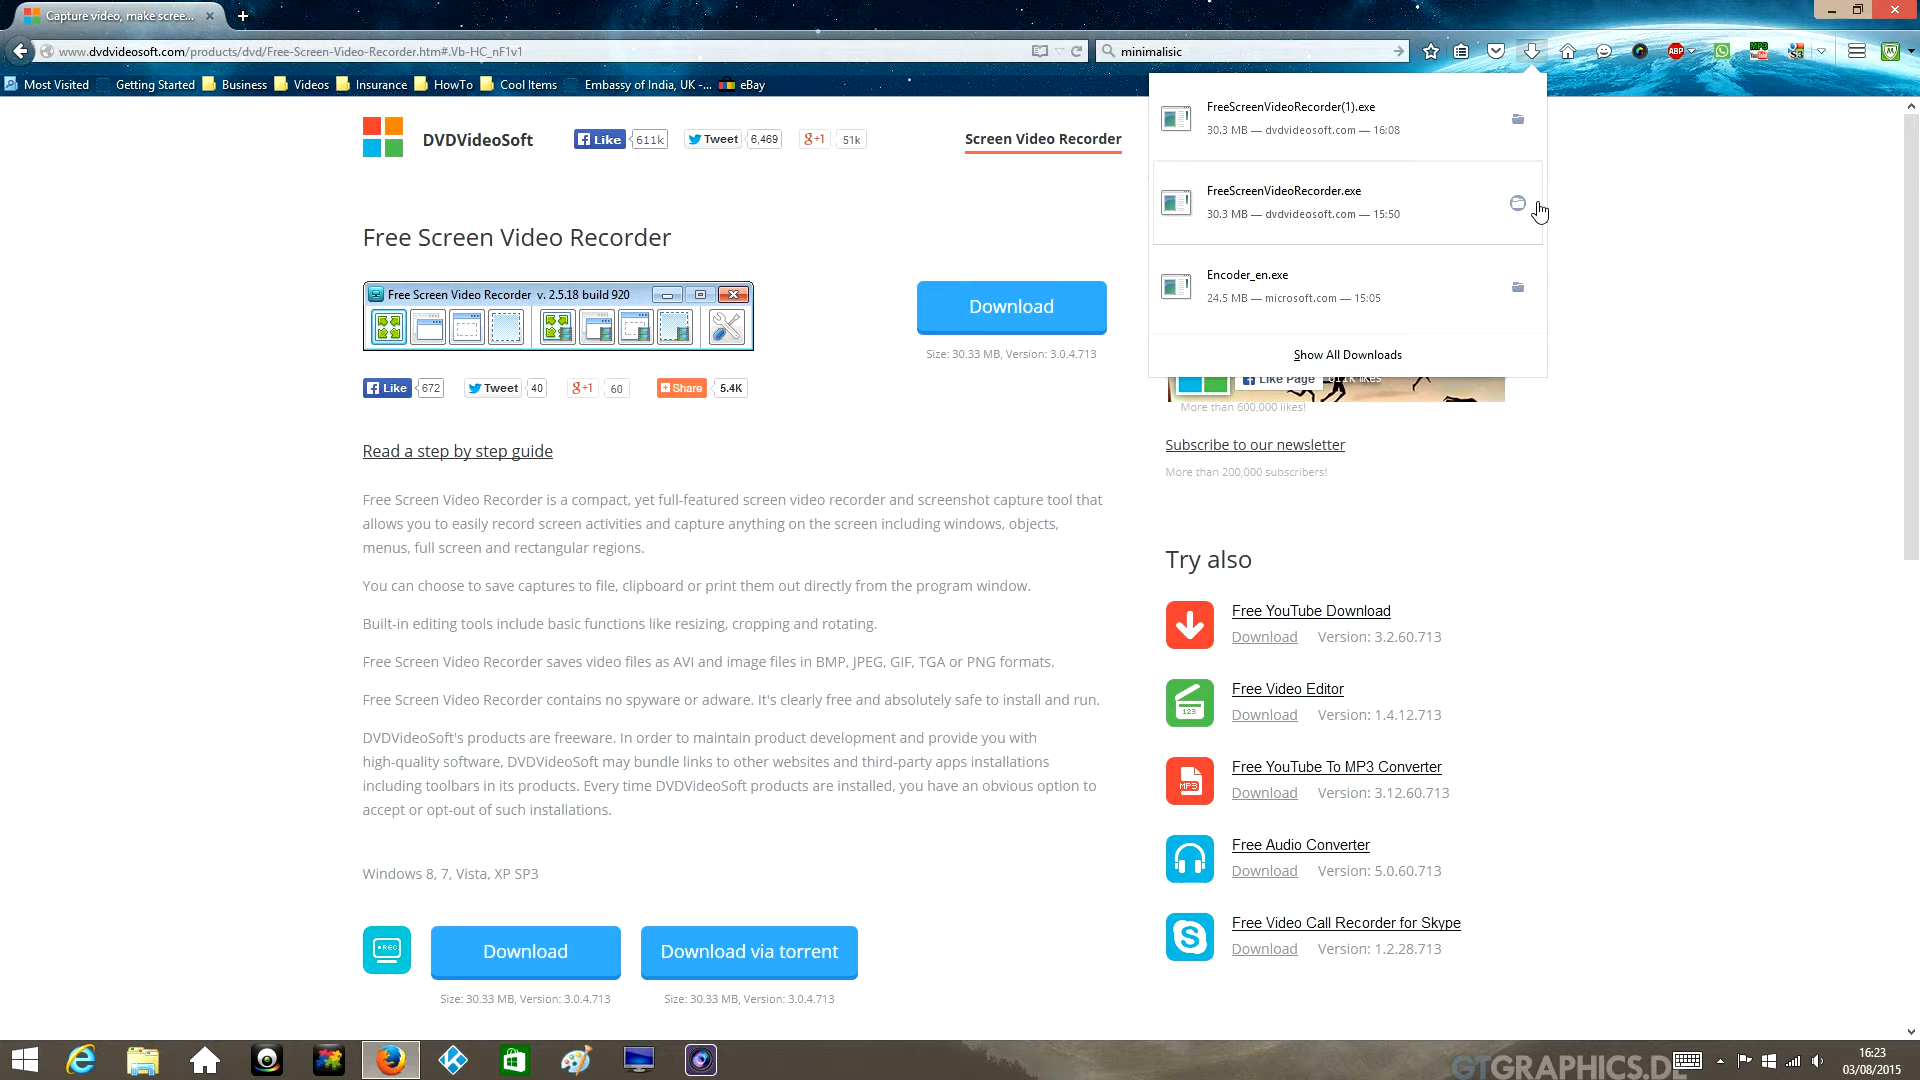 Capture video, make scree...
www.dvdvideosoft.com/products/dvd/Free-Screen-Video-Recorder.htm#.Vb-HC_nF1v1
minimalisic
ABP
Most Visited
Getting Started
Business
Videos
Insurance
HowTo
Cool Items
Embassy of India, UK -...
eBay
DVDVideoSoft
Like
611k
Tweet
6,469
g+1
51k
Screen Video Recorder
FreeScreenVideoRecorder(1).exe
30.3 MB — dvdvideosoft.com — 16:08
FreeScreenVideoRecorder.exe
30.3 MB — dvdvideosoft.com — 15:50
Encoder_en.exe
24.5 MB — microsoft.com — 15:05
Show All Downloads
Free Screen Video Recorder
Free Screen Video Recorder v. 2.5.18 build 920
Download
Size: 30.33 MB, Version: 3.0.4.713
Like
672
Tweet
40
g+1
60
Share
5.4K
Like Page
611k likes
More than 600,000 likes!
Subscribe to our newsletter
More than 200,000 subscribers!
Read a step by step guide
Free Screen Video Recorder is a compact, yet full-featured screen video recorder and screenshot capture tool that
allows you to easily record screen activities and capture anything on the screen including windows, objects,
menus, full screen and rectangular regions.
You can choose to save captures to file, clipboard or print them out directly from the program window.
Built-in editing tools include basic functions like resizing, cropping and rotating.
Free Screen Video Recorder saves video files as AVI and image files in BMP, JPEG, GIF, TGA or PNG formats.
Free Screen Video Recorder contains no spyware or adware. It's clearly free and absolutely safe to install and run.
DVDVideoSoft's products are freeware. In order to maintain product development and provide you with
high-quality software, DVDVideoSoft may bundle links to other websites and third-party apps installations
including toolbars in its products. Every time DVDVideoSoft products are installed, you have an obvious option to
accept or opt-out of such installations.
Windows 8, 7, Vista, XP SP3
REC
Download
Size: 30.33 MB, Version: 3.0.4.713
Download via torrent
Size: 30.33 MB, Version: 3.0.4.713
Try also
Free YouTube Download
Download
Version: 3.2.60.713
123
Free Video Editor
Download
Version: 1.4.12.713
MP3
Free YouTube To MP3 Converter
Download
Version: 3.12.60.713
Free Audio Converter
Download
Version: 5.0.60.713
Free Video Call Recorder for Skype
Download
Version: 1.2.28.713
GTGRAPHICS.DE
16:23
03/08/2015